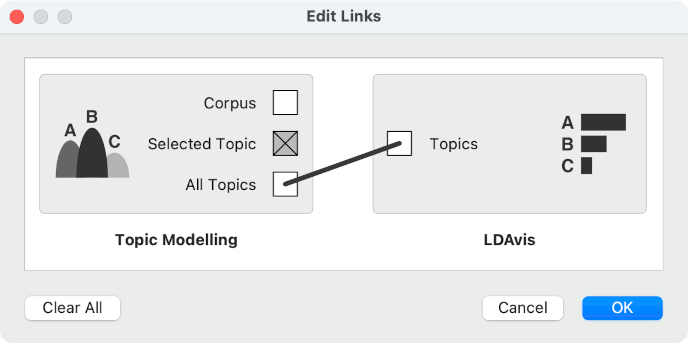 Edit Links
Corpus
Selected Topic
All Topics
A
B
C
Topics
A
B
C
Topic Modelling
LDAvis
Clear All
Cancel
OK